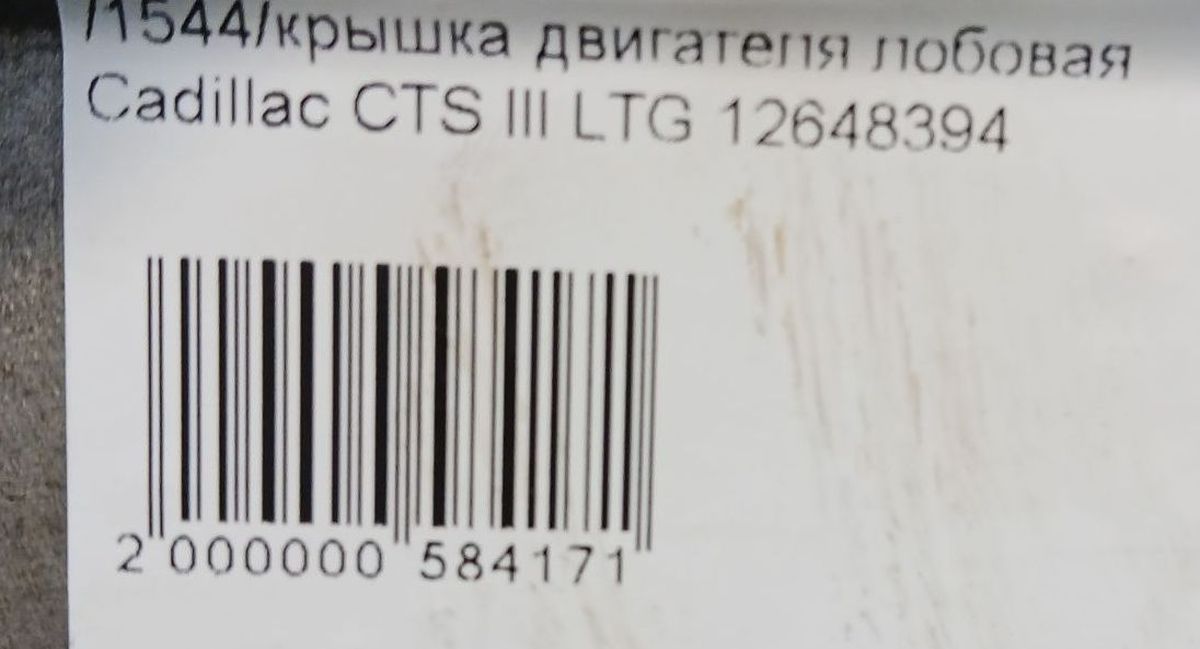 /1544/крышка двигателя лобовая
Cadillac CTS III LTG 12648394
2 000000 584171